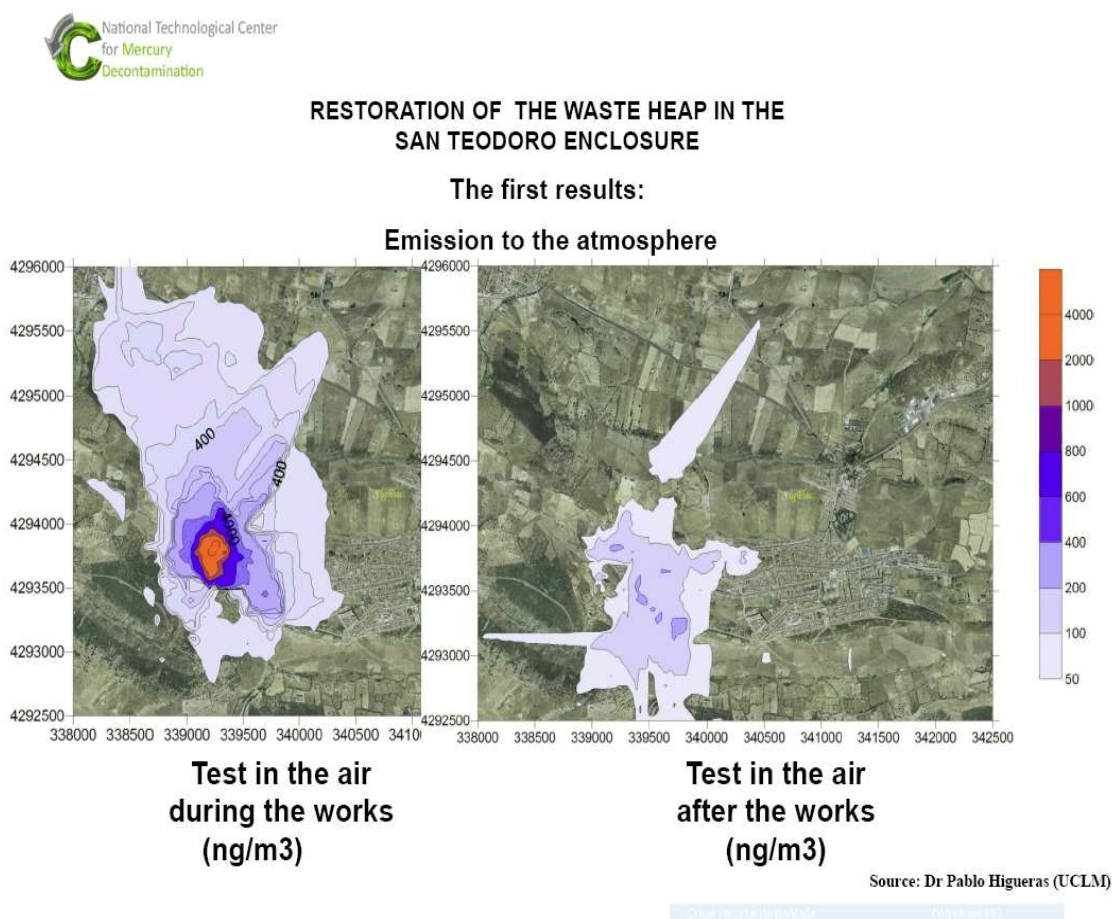 National Technological Center
for Mercury
Decontamination
RESTORATION OF THE WASTE HEAP IN THE
SAN TEODORO ENCLOSURE
The first results:
Emission to the atmosphere
4296000
4295500
4295000
4294500
4294000
4293500
4293000
4292500
338000 338500 339000 339500 340000 340500 34100
400
400
4296000
4295500
4295000
4294500
4294000
4293500
4293000
4292500
338000 338500 339000 339500 340000 340500 341000 341500 342000 342500
4000
2000
1000
800
600
400
200
100
50
Test in the air
during the works
(ng/m3)
Test in the air
after the works
(ng/m3)
Source: Dr Pablo Higueras (UCLM)